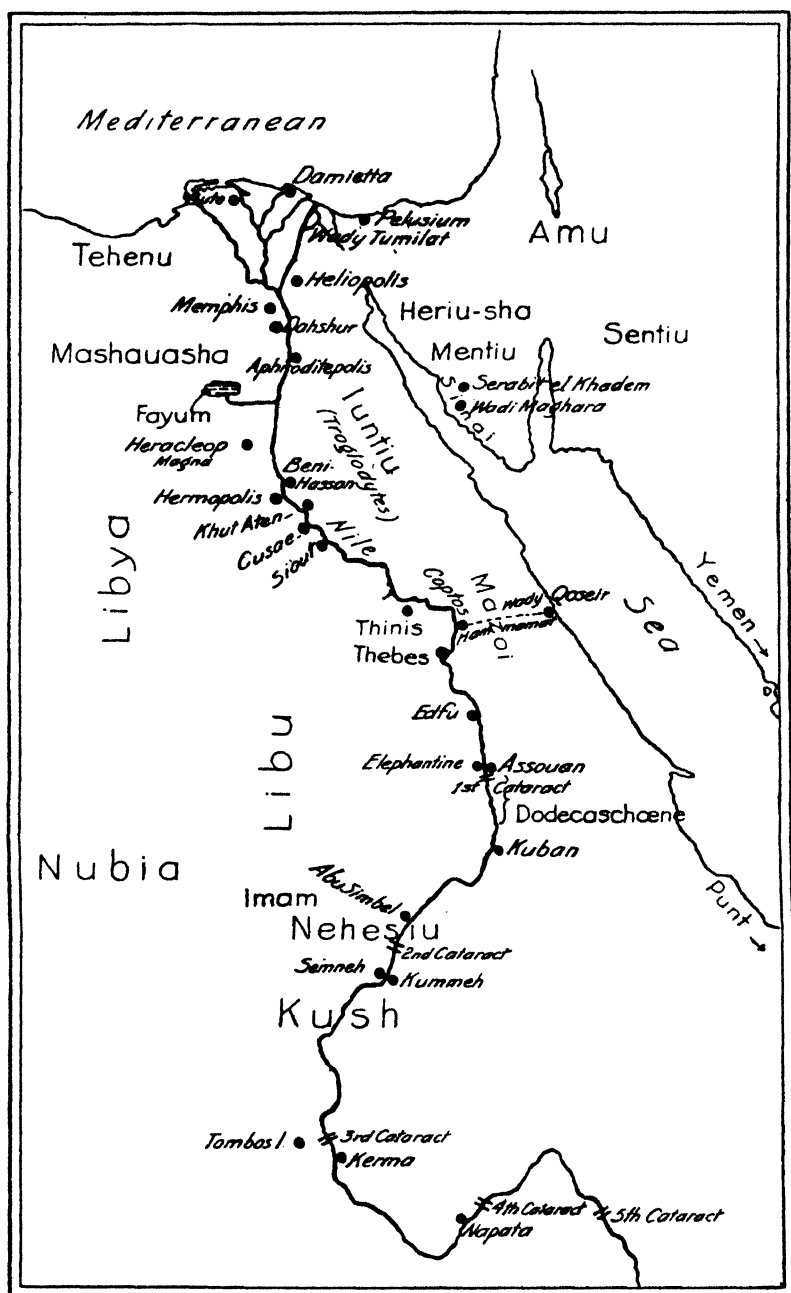 Mediterranean
Damietta
Buto
Pelusium
Wady Tumilat
Amu
Tehenu
Heliopolis
Memphis
Heriu-sha
Dahshur
Sentiu
Mashauasha
Mentiu
Aphroditepolis
Serabit el Khadem
Sinai
Wadi Maghara
Fayum
Iuntiu
(Troglodytes)
Heracleop
Magna
Beni-
Hassan
Hermopolis
Khut Aten-
Cusae-
Siout
Nile
Libya
Yemen →
Coptos
Mazoi
Wady
Qoseir
Hammamat
Sea
Thinis
Thebes
Edfu
Libu
Elephantine
Assouan
1st Cataract
Dodecaschœne
Kuban
Nubia
Abu Simbel
Imam
Punt →
Nehesiu
2nd Cataract
Semneh
Kummeh
Kush
Tombos I.
3rd Cataract
Kerma
4th Cataract
5th Cataract
Napata